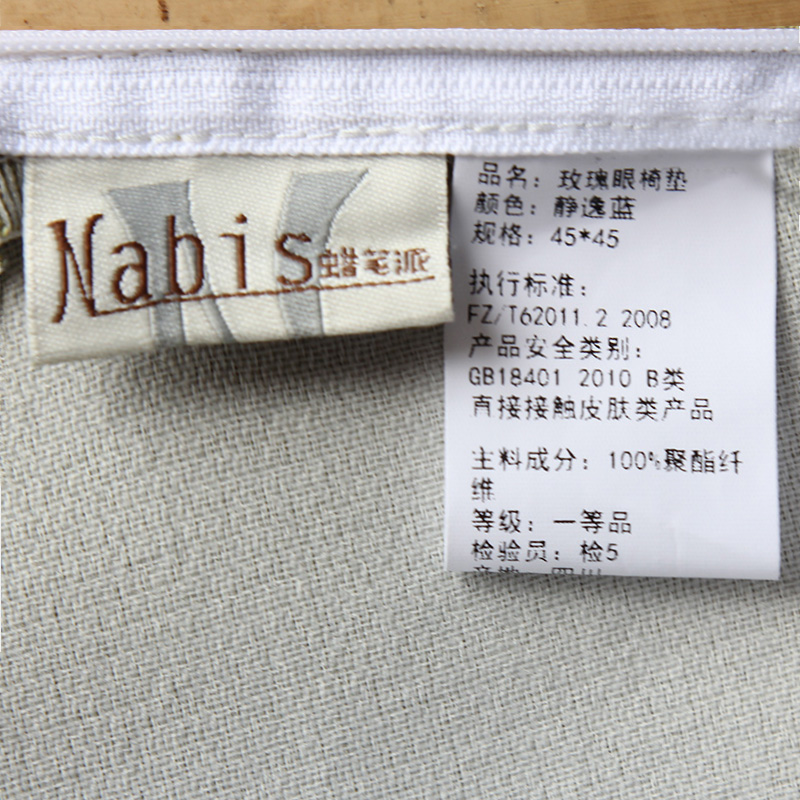 Nabis蜡笔派
品名：玫瑰眼椅垫
颜色：静逸蓝
规格：45*45
执行标准：
FZ/T62011.2 2008
产品安全类别：
GB18401 2010 B类
直接接触皮肤类产品
主料成分：100%聚酯纤
维
等级：一等品
检验员：检5